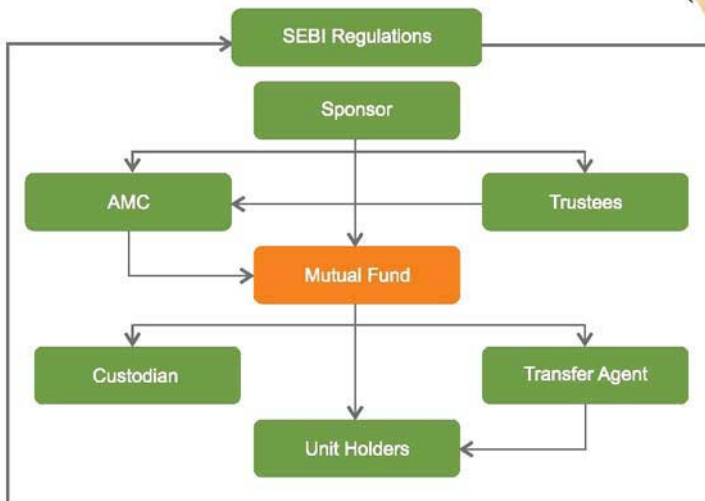 SEBI Regulations
Sponsor
AMC
Trustees
Mutual Fund
Custodian
Transfer Agent
Unit Holders